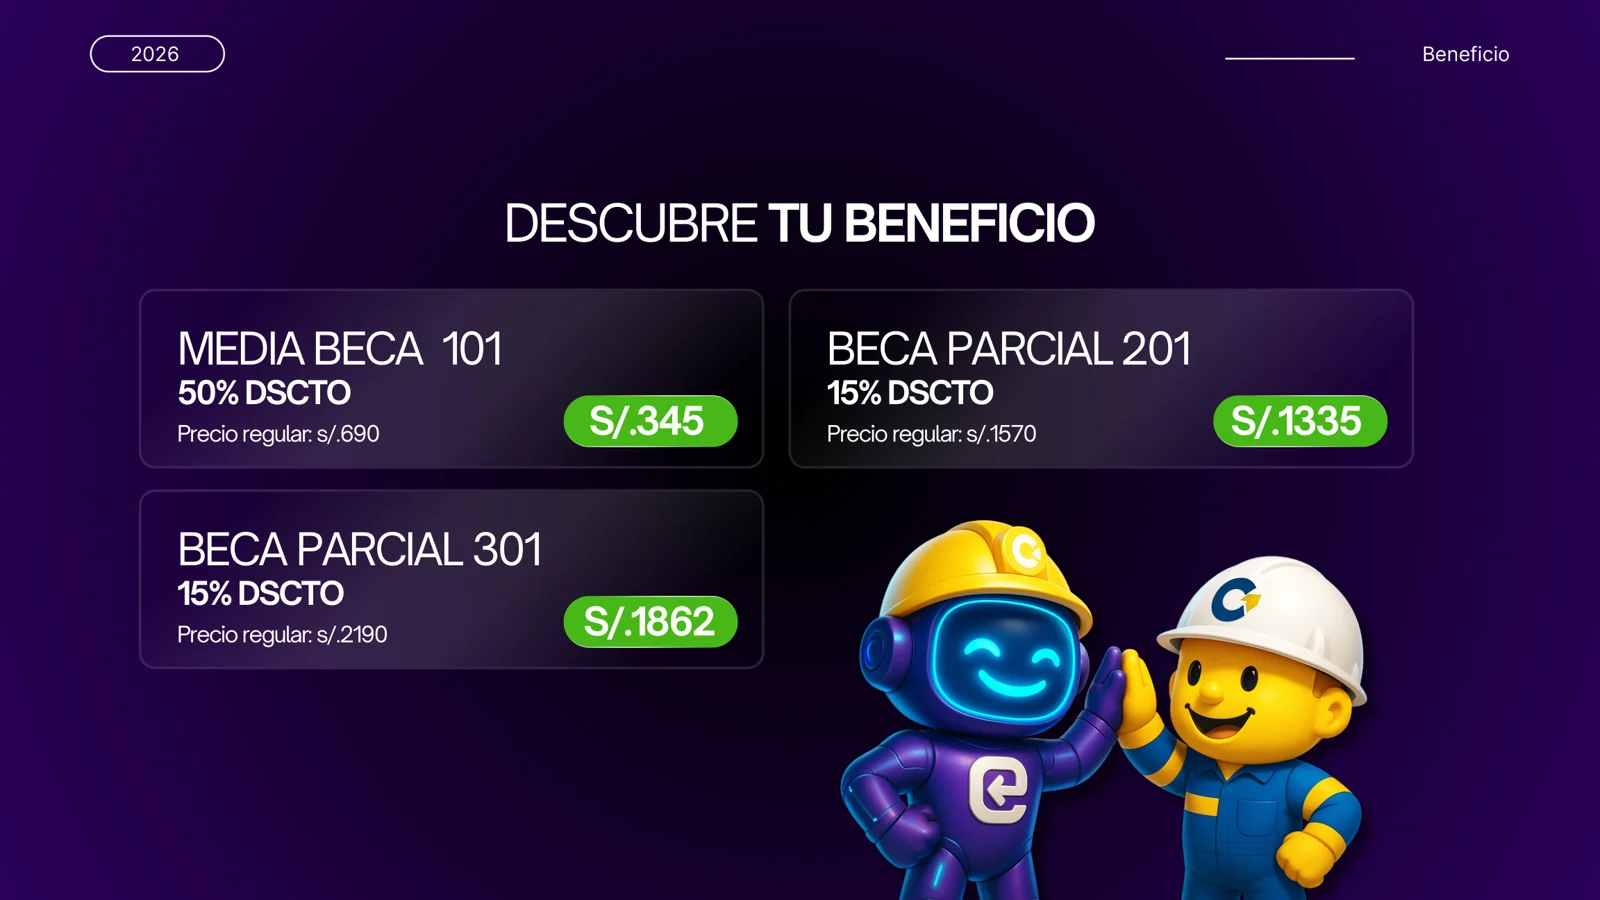 2026
Beneficio
DESCUBRE TU BENEFICIO
MEDIA BECA 101
50% DSCTO
Precio regular: s/.690
S/.345
BECA PARCIAL 201
15% DSCTO
Precio regular: s/.1570
S/.1335
BECA PARCIAL 301
15% DSCTO
Precio regular: s/.2190
S/.1862